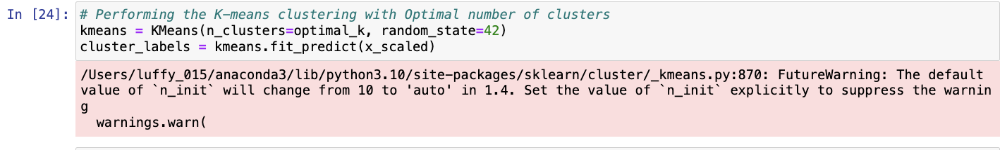 In [24]: # Performing the K-means clustering with Optimal number of clusters
kmeans = KMeans(n_clusters=optimal_k, random_state=42)
cluster_labels = kmeans.fit_predict(x_scaled)
/Users/luffy_015/anaconda3/lib/python3.10/site-packages/sklearn/cluster/_kmeans.py:870: FutureWarning: The default
value of `n_init` will change from 10 to 'auto' in 1.4. Set the value of `n_init` explicitly to suppress the warnin
g
  warnings.warn(